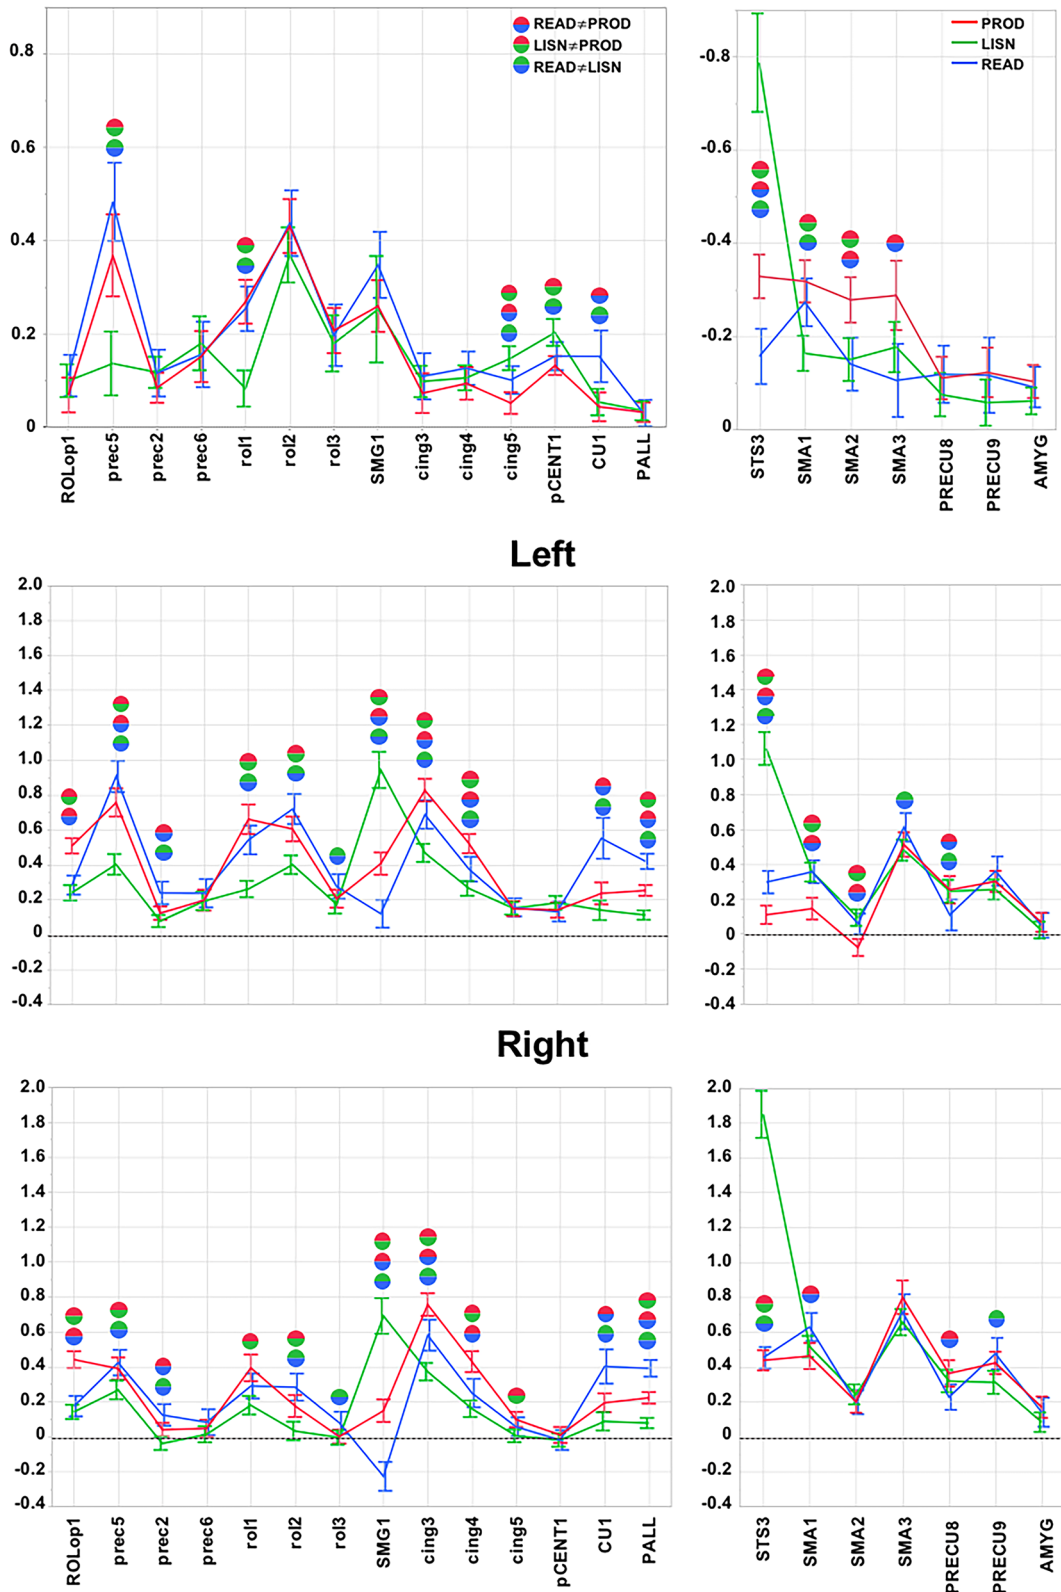 READ≠PROD
LISN≠PROD
READ≠LISN
0.8
0.6
0.4
0.2
0
ROLop1
prec5
prec2
prec6
rol1
rol2
rol3
SMG1
cing3
cing4
cing5
pCENT1
CU1
PALL
PROD
LISN
READ
-0.8
-0.6
-0.4
-0.2
0
STS3
SMA1
SMA2
SMA3
PRECU8
PRECU9
AMYG
Left
2.0
1.8
1.6
1.4
1.2
1.0
0.8
0.6
0.4
0.2
0
-0.2
-0.4
2.0
1.8
1.6
1.4
1.2
1.0
0.8
0.6
0.4
0.2
0
-0.2
-0.4
Right
2.0
1.8
1.6
1.4
1.2
1.0
0.8
0.6
0.4
0.2
0
-0.2
-0.4
ROLop1
prec5
prec2
prec6
rol1
rol2
rol3
SMG1
cing3
cing4
cing5
pCENT1
CU1
PALL
2.0
1.8
1.6
1.4
1.2
1.0
0.8
0.6
0.4
0.2
0
-0.2
-0.4
STS3
SMA1
SMA2
SMA3
PRECU8
PRECU9
AMYG